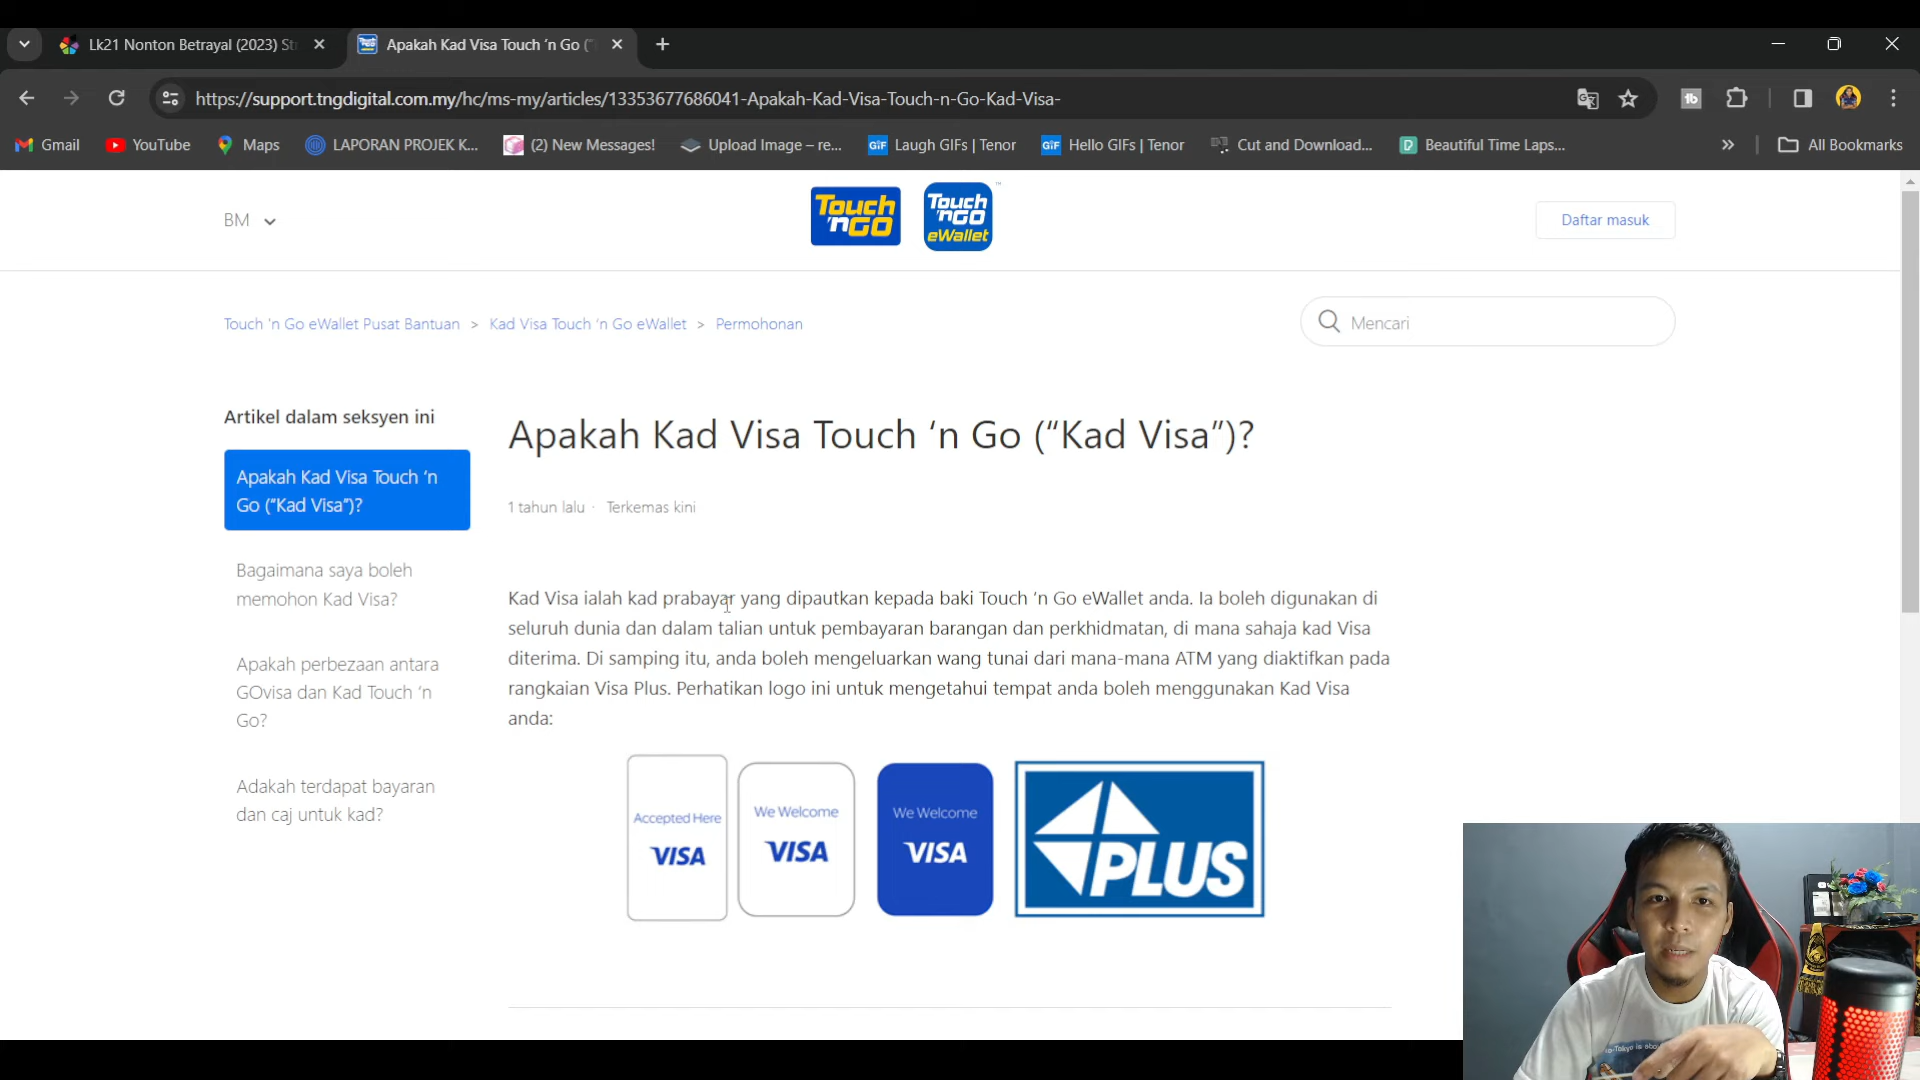 Lk21 Nonton Betrayal (2023) St
Apakah Kad Visa Touch ‘n Go ("
https://support.tngdigital.com.my/hc/ms-my/articles/13353677686041-Apakah-Kad-Visa-Touch-n-Go-Kad-Visa-
Gmail
YouTube
Maps
LAPORAN PROJEK K...
(2) New Messages!
Upload Image – re...
GIF
Laugh GIFs | Tenor
GIF
Hello GIFs | Tenor
Cut and Download...
Beautiful Time Laps...
All Bookmarks
BM
Touch 'n GO
Touch 'n GO eWallet
Daftar masuk
Touch 'n Go eWallet Pusat Bantuan > Kad Visa Touch ‘n Go eWallet > Permohonan
Mencari
Artikel dalam seksyen ini
Apakah Kad Visa Touch ‘n
Go (“Kad Visa”)?
Bagaimana saya boleh
memohon Kad Visa?
Apakah perbezaan antara
GOvisa dan Kad Touch ‘n
Go?
Adakah terdapat bayaran
dan caj untuk kad?
Apakah Kad Visa Touch ‘n Go (“Kad Visa”)?
1 tahun lalu · Terkemas kini
Kad Visa ialah kad prabayar yang dipautkan kepada baki Touch ‘n Go eWallet anda. Ia boleh digunakan di
seluruh dunia dan dalam talian untuk pembayaran barangan dan perkhidmatan, di mana sahaja kad Visa
diterima. Di samping itu, anda boleh mengeluarkan wang tunai dari mana-mana ATM yang diaktifkan pada
rangkaian Visa Plus. Perhatikan logo ini untuk mengetahui tempat anda boleh menggunakan Kad Visa
anda:
Accepted Here
VISA
We Welcome
VISA
We Welcome
VISA
PLUS